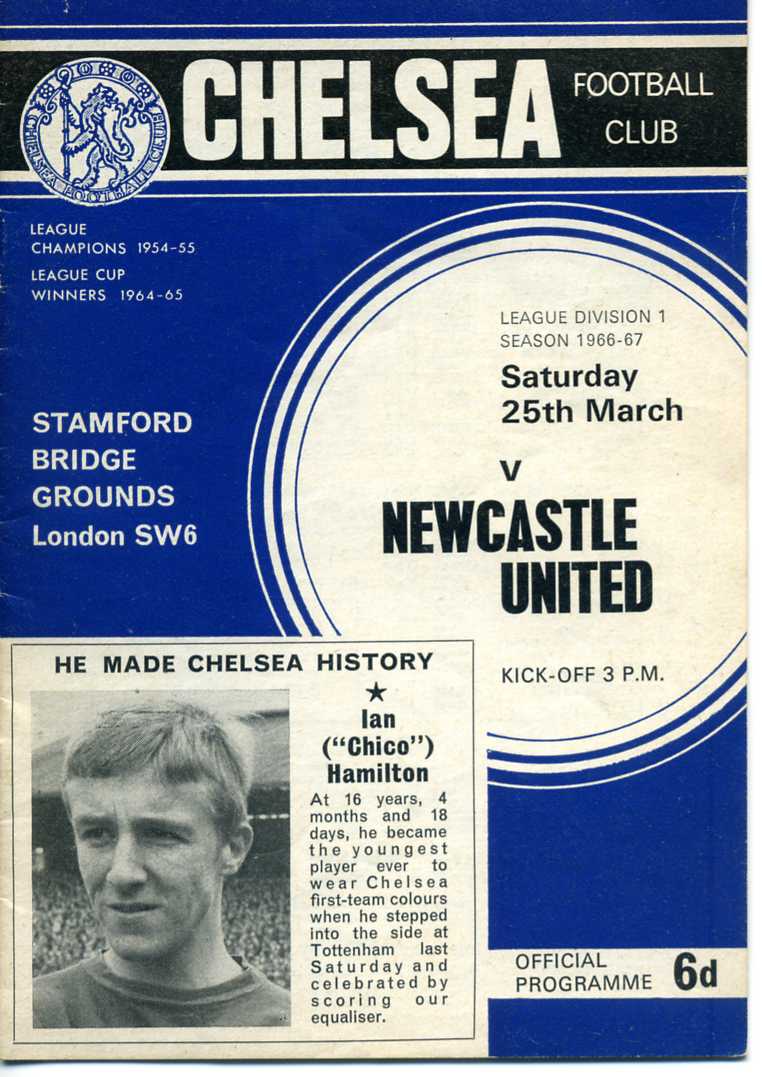 CHELSEA
FOOTBALL
CLUB
CHELSEA FOOTBALL CLUB
LEAGUE
CHAMPIONS 1954-55
LEAGUE CUP
WINNERS 1964-65
LEAGUE DIVISION 1
SEASON 1966-67
Saturday
25th March
V
NEWCASTLE
UNITED
KICK-OFF 3 P.M.
STAMFORD
BRIDGE
GROUNDS
London SW6
HE MADE CHELSEA HISTORY
★
Ian
("Chico")
Hamilton
At 16 years, 4
months and 18
days, he became
the youngest
player ever to
wear Chelsea
first-team colours
when he stepped
into the side at
Tottenham last
Saturday and
celebrated by
scoring our
equaliser.
OFFICIAL
PROGRAMME 6d